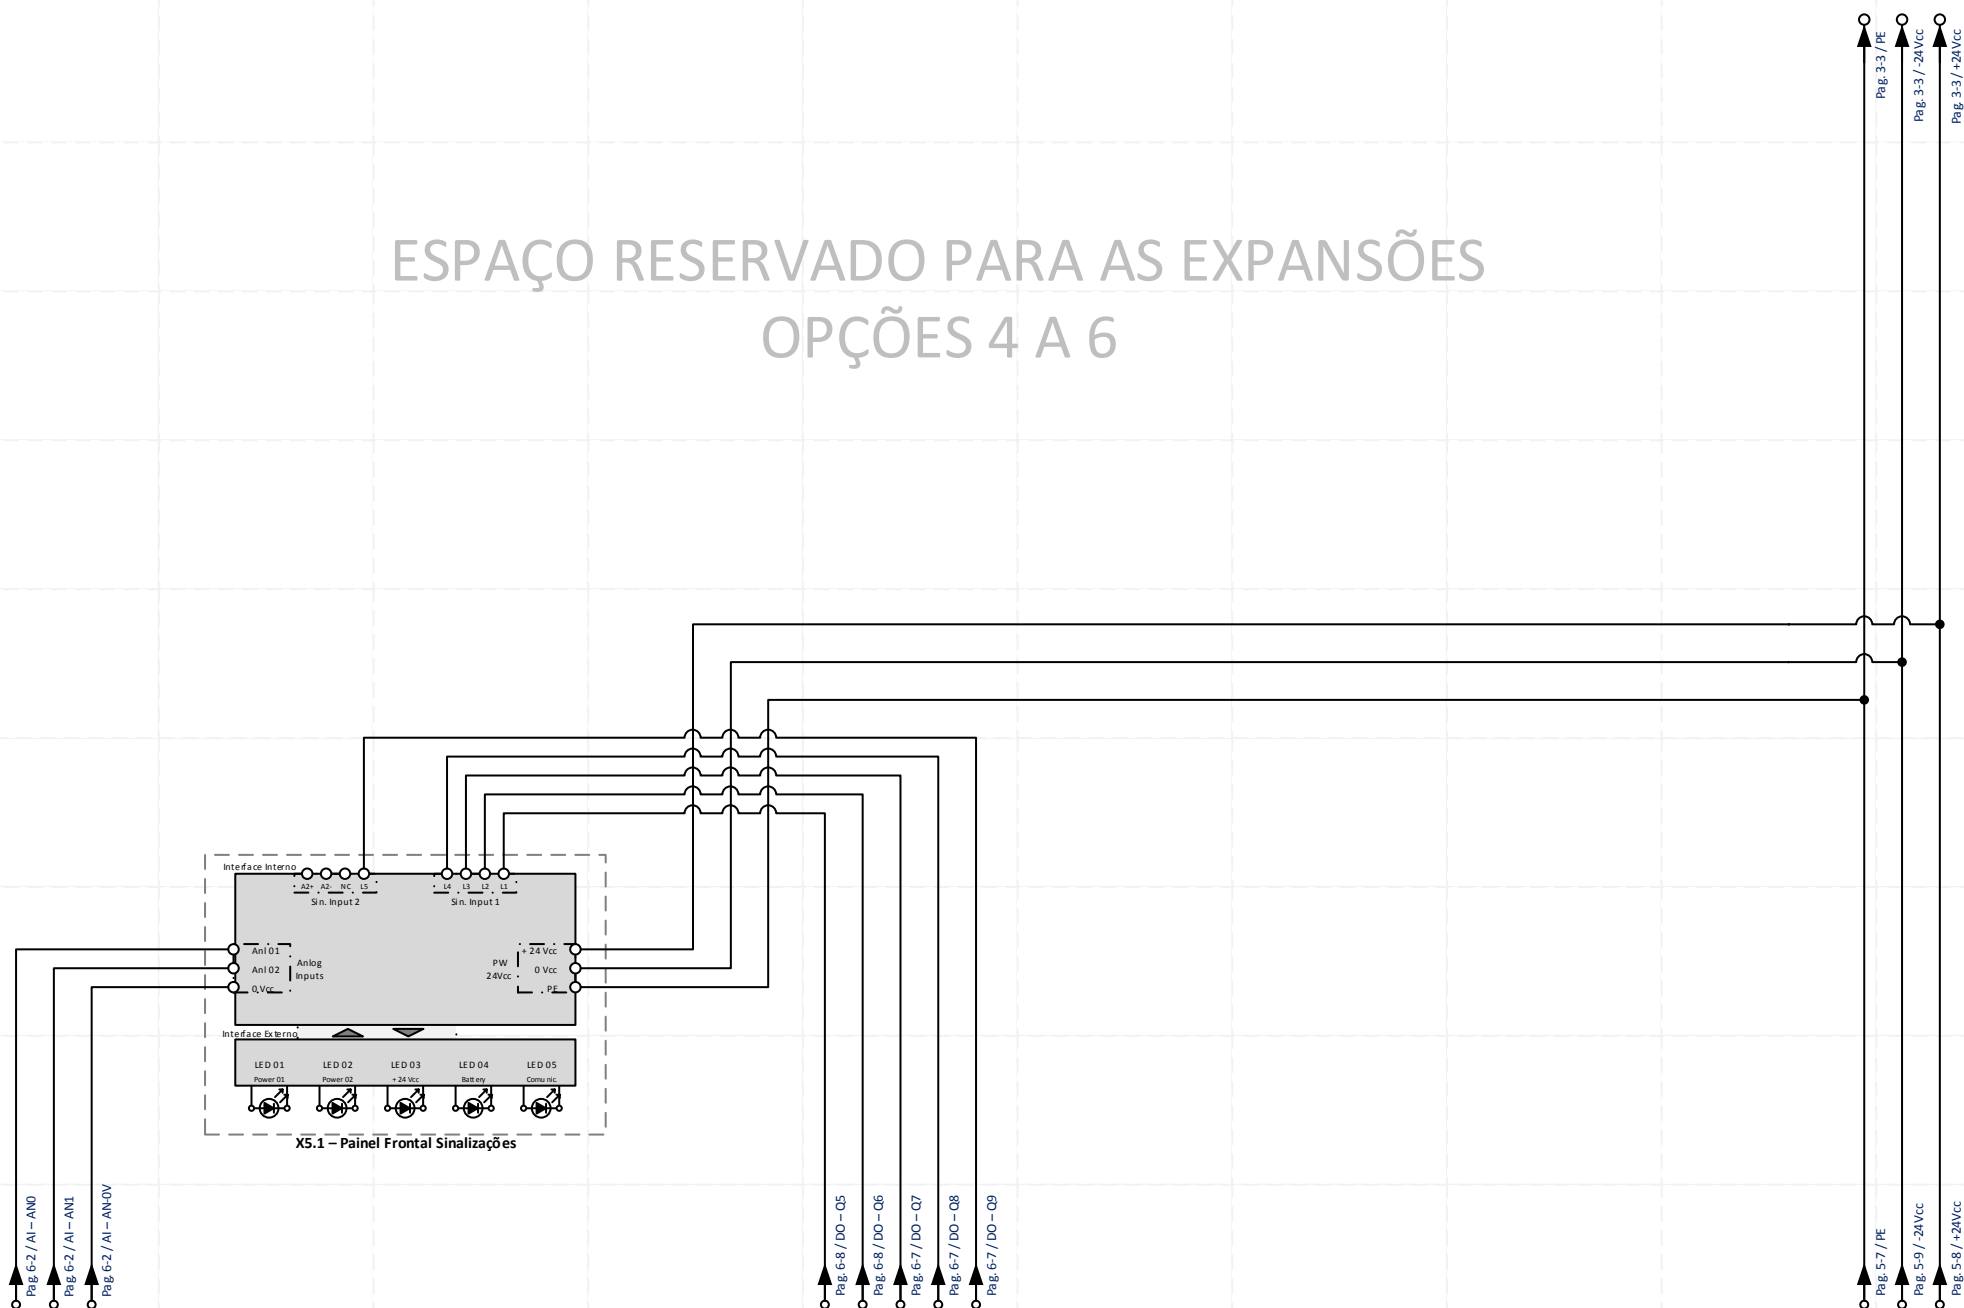 Pag. 3-3 / PE
Pag. 3-3 / -24Vcc
Pag. 3-3 / +24Vcc
ESPAÇO RESERVADO PARA AS EXPANSÕES
OPÇÕES 4 A 6
Interface Interno
A2+ A2- NC L5
Sin. Input 2
L4 L3 L2 L1
Sin. Input 1
Anl 01
Anl 02
0 Vcc
Anlog
Inputs
PW
24Vcc
+ 24 Vcc
0 Vcc
PE
Interface Externo
LED 01
Power 01
LED 02
Power 02
LED 03
+ 24 Vcc
LED 04
Battery
LED 05
Comunic.
X5.1 – Painel Frontal Sinalizações
Pag. 6-2 / AI – AN0
Pag. 6-2 / AI – AN1
Pag. 6-2 / AI – AN-0V
Pag. 6-8 / DO – Q5
Pag. 6-8 / DO – Q6
Pag. 6-7 / DO – Q7
Pag. 6-7 / DO – Q8
Pag. 6-7 / DO – Q9
Pag. 5-7 / PE
Pag. 5-9 / -24Vcc
Pag. 5-8 / +24Vcc